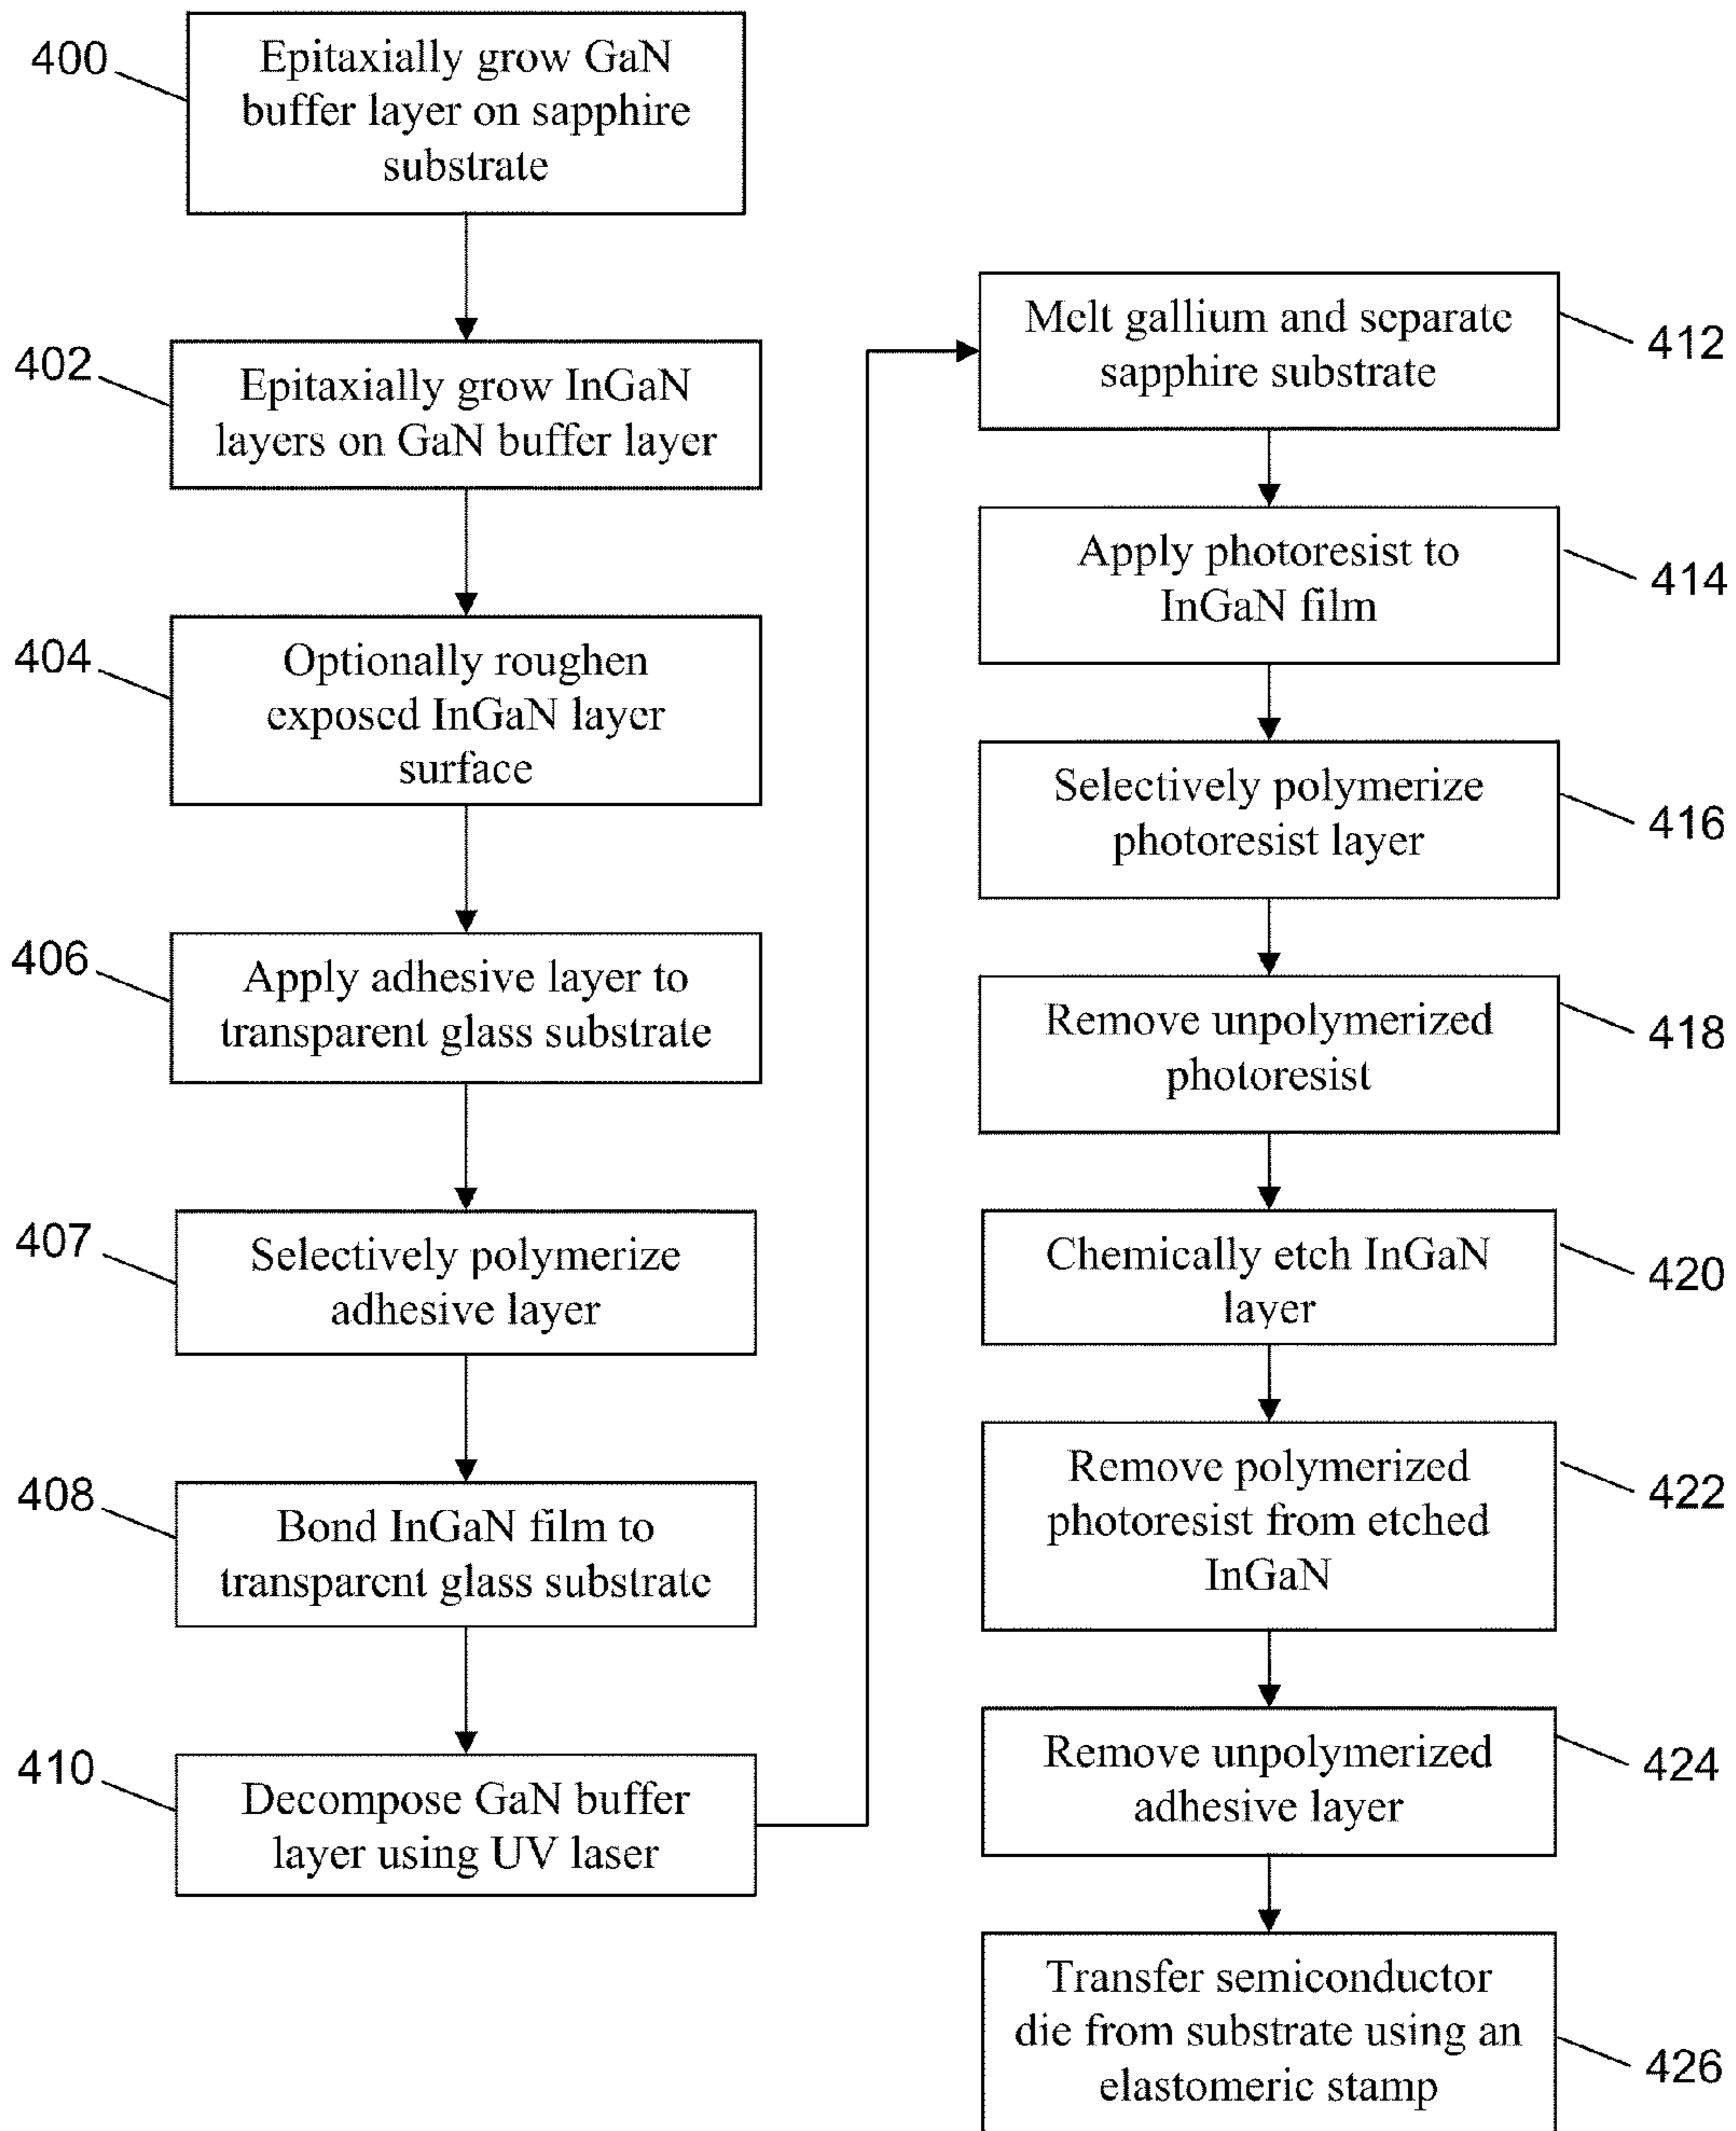 400
Epitaxially grow GaN
buffer layer on sapphire
substrate
402
Epitaxially grow InGaN
layers on GaN buffer layer
404
Optionally roughen
exposed InGaN layer
surface
406
Apply adhesive layer to
transparent glass substrate
407
Selectively polymerize
adhesive layer
408
Bond InGaN film to
transparent glass substrate
410
Decompose GaN buffer
layer using UV laser
Melt gallium and separate
sapphire substrate
412
Apply photoresist to
InGaN film
414
Selectively polymerize
photoresist layer
416
Remove unpolymerized
photoresist
418
Chemically etch InGaN
layer
420
Remove polymerized
photoresist from etched
InGaN
422
Remove unpolymerized
adhesive layer
424
Transfer semiconductor
die from substrate using an
elastomeric stamp
426